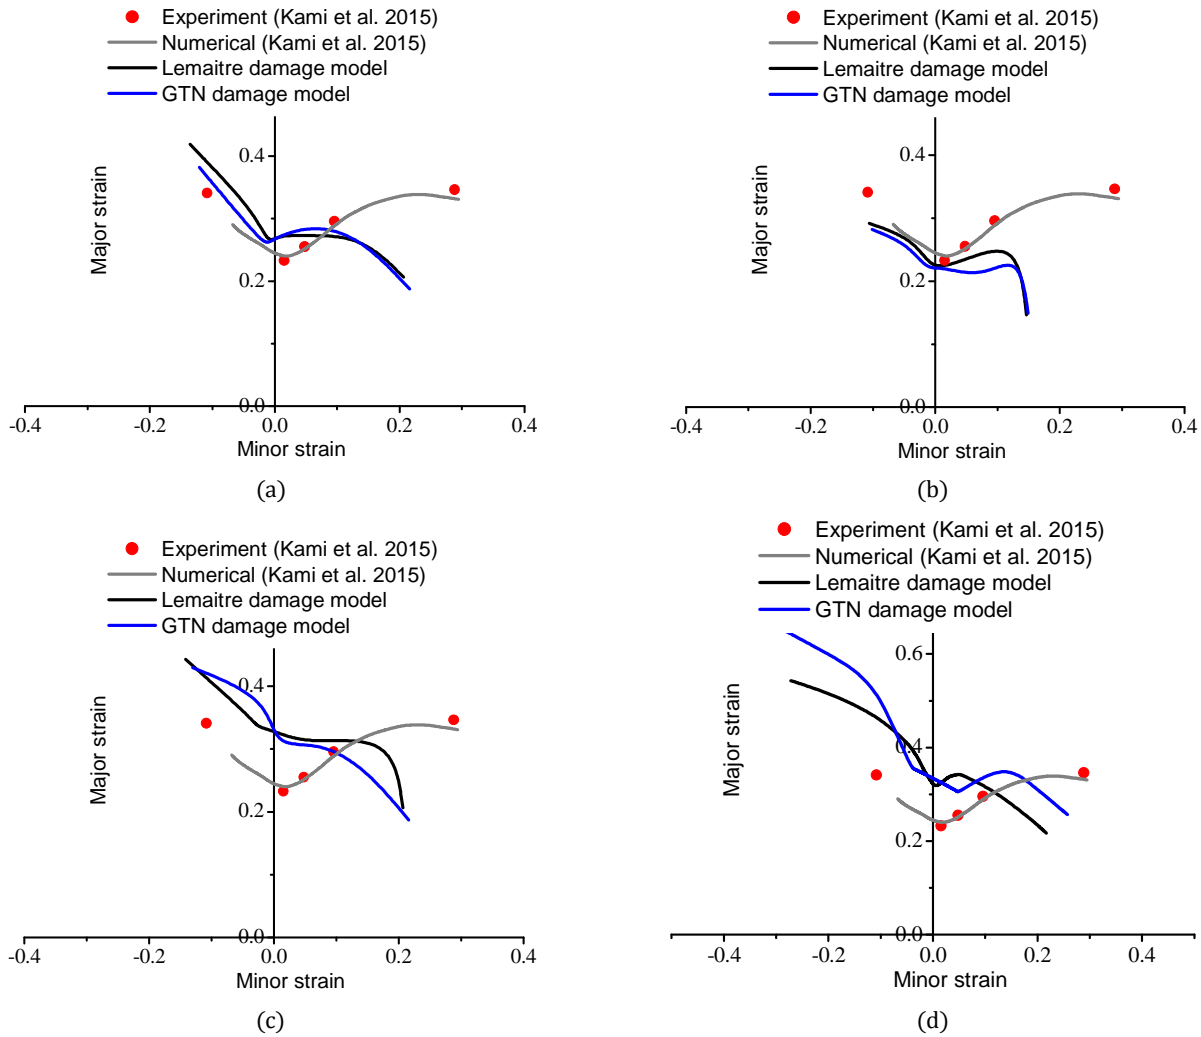 Experiment (Kami et al. 2015)
Numerical (Kami et al. 2015)
Lemaitre damage model
GTN damage model
Major strain
0.4
0.2
0.0
-0.4
-0.2
0.0
0.2
0.4
Minor strain
(a)
Experiment (Kami et al. 2015)
Numerical (Kami et al. 2015)
Lemaitre damage model
GTN damage model
Major strain
0.4
0.2
0.0
-0.4
-0.2
0.0
0.2
0.4
Minor strain
(b)
Experiment (Kami et al. 2015)
Numerical (Kami et al. 2015)
Lemaitre damage model
GTN damage model
Major strain
0.4
0.2
0.0
-0.4
-0.2
0.0
0.2
0.4
Minor strain
(c)
Experiment (Kami et al. 2015)
Numerical (Kami et al. 2015)
Lemaitre damage model
GTN damage model
Major strain
0.6
0.4
0.2
0.0
-0.4
-0.2
0.0
0.2
0.4
Minor strain
(d)